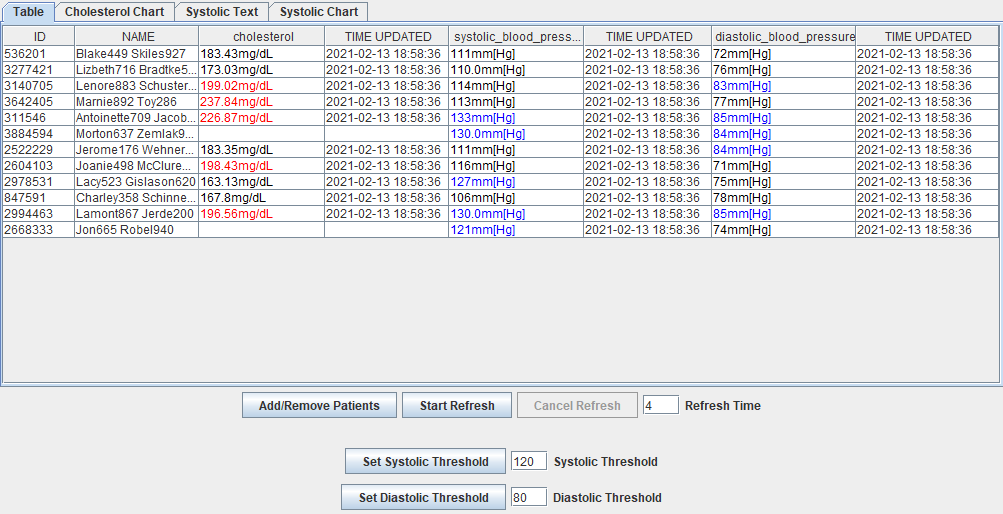 Table Cholesterol Chart Systolic Text Systolic Chart
ID NAME cholesterol TIME UPDATED systolic_blood_press... TIME UPDATED diastolic_blood_pressure TIME UPDATED
536201 Blake449 Skiles927 183.43mg/dL 2021-02-13 18:58:36 111mm[Hg] 2021-02-13 18:58:36 72mm[Hg] 2021-02-13 18:58:36
3277421 Lizbeth716 Bradtke5... 173.03mg/dL 2021-02-13 18:58:36 110.0mm[Hg] 2021-02-13 18:58:36 76mm[Hg] 2021-02-13 18:58:36
3140705 Lenore883 Schuster... 199.02mg/dL 2021-02-13 18:58:36 114mm[Hg] 2021-02-13 18:58:36 83mm[Hg] 2021-02-13 18:58:36
3642405 Marnie892 Toy286 237.84mg/dL 2021-02-13 18:58:36 113mm[Hg] 2021-02-13 18:58:36 77mm[Hg] 2021-02-13 18:58:36
311546 Antoinette709 Jacob... 226.87mg/dL 2021-02-13 18:58:36 133mm[Hg] 2021-02-13 18:58:36 85mm[Hg] 2021-02-13 18:58:36
3884594 Morton637 Zemlak9... 130.0mm[Hg] 2021-02-13 18:58:36 84mm[Hg] 2021-02-13 18:58:36
2522229 Jerome176 Wehner... 183.35mg/dL 2021-02-13 18:58:36 111mm[Hg] 2021-02-13 18:58:36 84mm[Hg] 2021-02-13 18:58:36
2604103 Joanie498 McClure... 198.43mg/dL 2021-02-13 18:58:36 116mm[Hg] 2021-02-13 18:58:36 71mm[Hg] 2021-02-13 18:58:36
2978531 Lacy523 Gislason620 163.13mg/dL 2021-02-13 18:58:36 127mm[Hg] 2021-02-13 18:58:36 75mm[Hg] 2021-02-13 18:58:36
847591 Charley358 Schinne... 167.8mg/dL 2021-02-13 18:58:36 106mm[Hg] 2021-02-13 18:58:36 78mm[Hg] 2021-02-13 18:58:36
2994463 Lamont867 Jerde200 196.56mg/dL 2021-02-13 18:58:36 130.0mm[Hg] 2021-02-13 18:58:36 85mm[Hg] 2021-02-13 18:58:36
2668333 Jon665 Robel940 121mm[Hg] 2021-02-13 18:58:36 74mm[Hg] 2021-02-13 18:58:36
Add/Remove Patients Start Refresh Cancel Refresh 4 Refresh Time
Set Systolic Threshold 120 Systolic Threshold
Set Diastolic Threshold 80 Diastolic Threshold